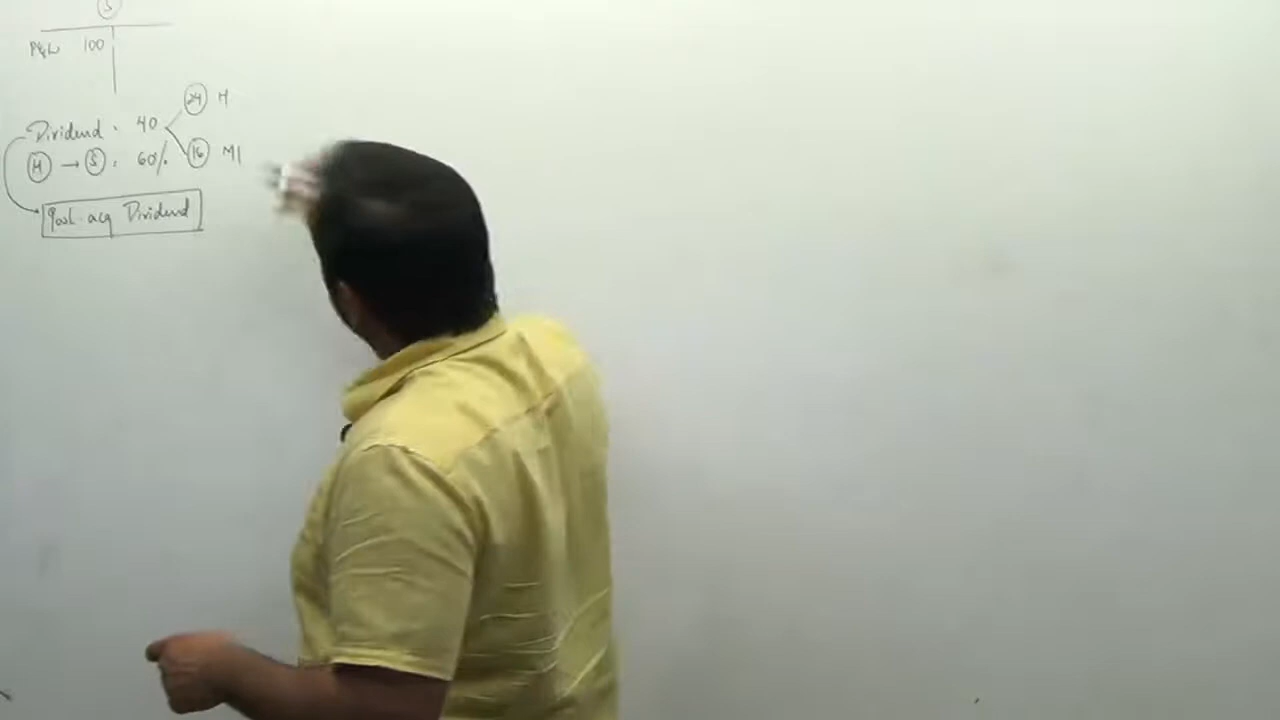 S
P&L 100
Dividend : 40 24 H
H → S : 60% 16 MI
Post-acq Dividend